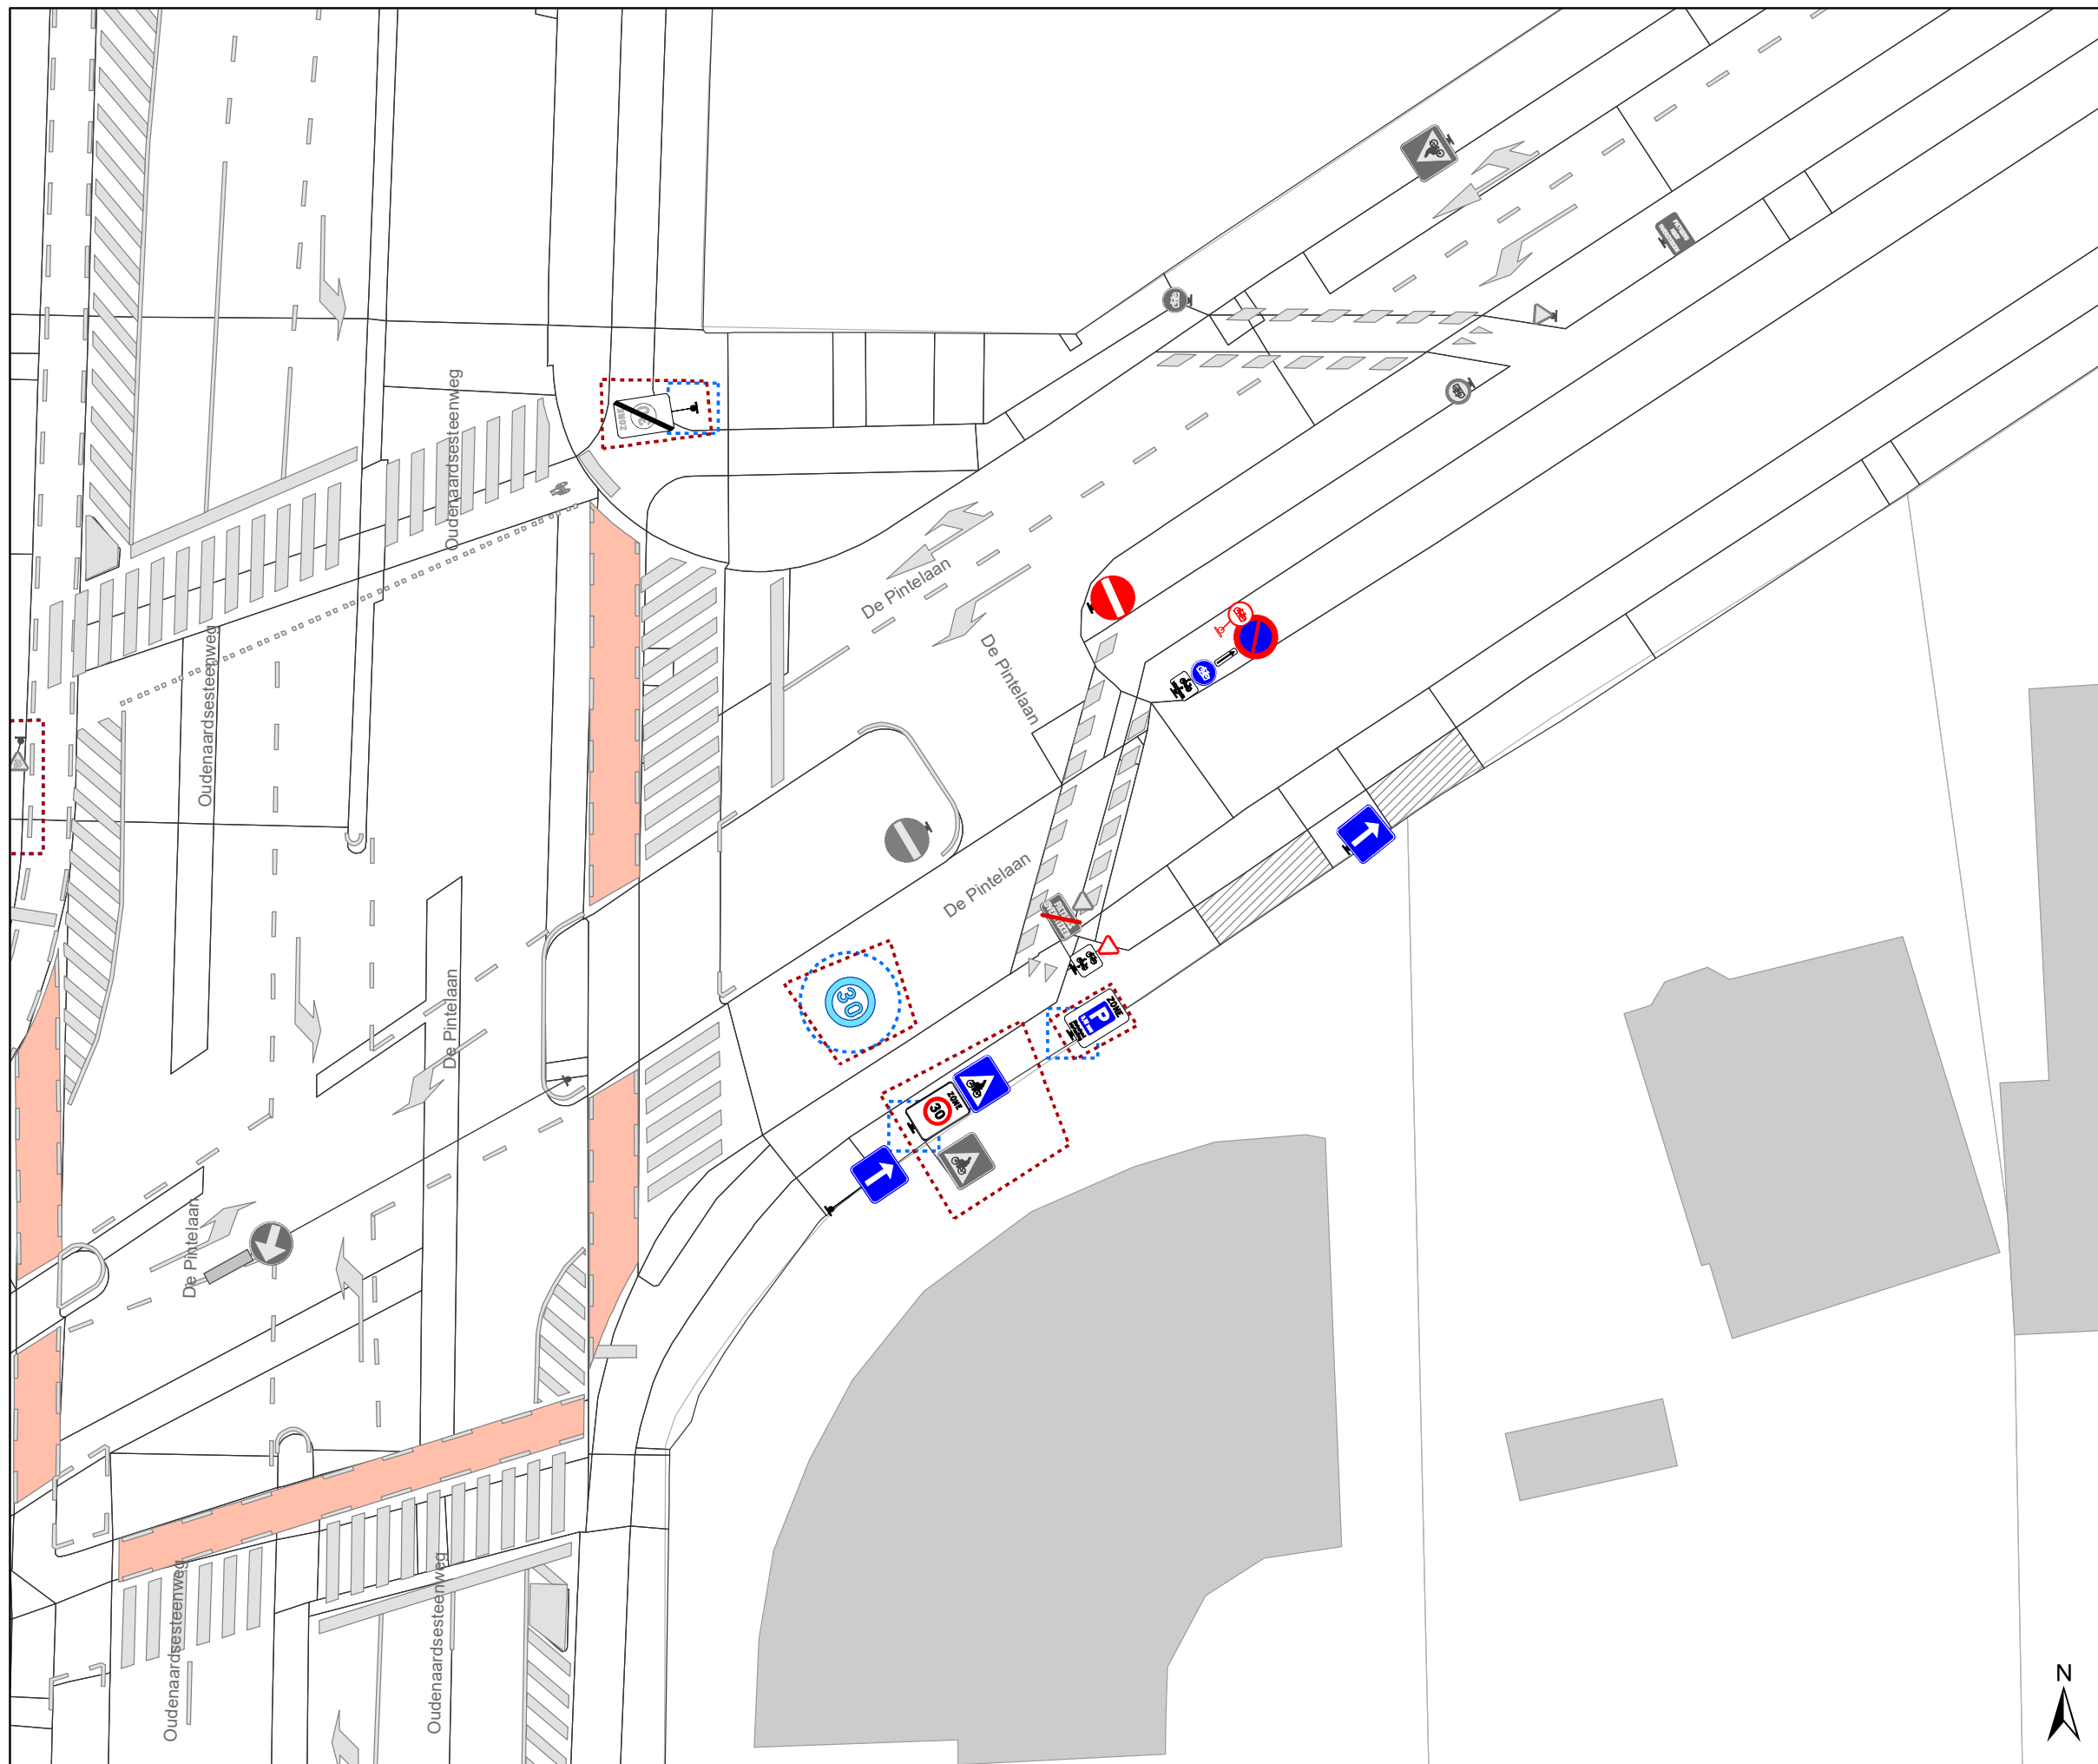 Oudenaardsesteenweg
ZONE
30
De Pintelaan
De Pintelaan
Oudenaardsesteenweg
De Pintelaan
30
ZONE
P
ZONE
30
De Pintelaan
De Pintelaan
Oudenaardsesteenweg
Oudenaardsesteenweg
N